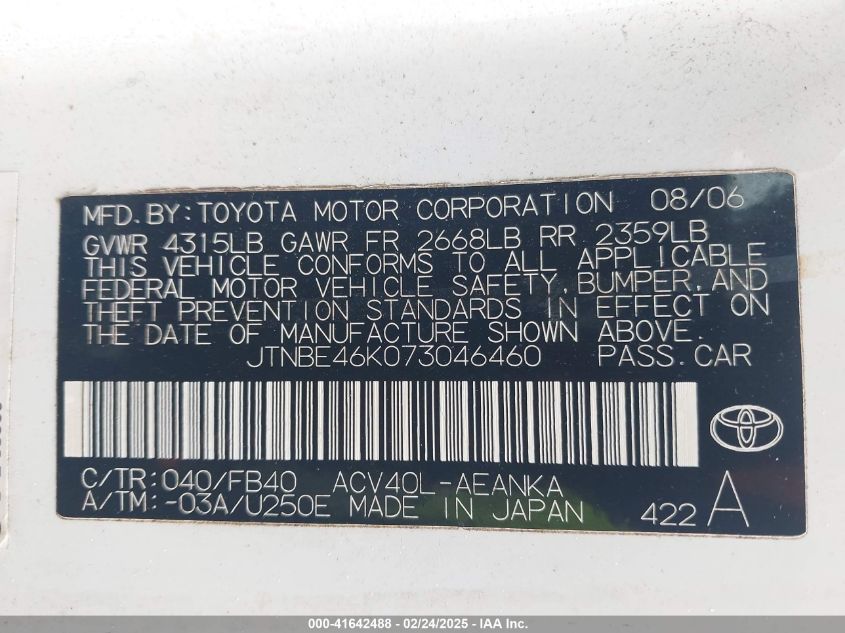 MFD. BY: TOYOTA MOTOR CORPORATION 08/06
GVWR 4315LB GAWR FR 2668LB RR 2359LB
THIS VEHICLE CONFORMS TO ALL APPLICABLE
FEDERAL MOTOR VEHICLE SAFETY, BUMPER, AND
THEFT PREVENTION STANDARDS IN EFFECT ON
THE DATE OF MANUFACTURE SHOWN ABOVE.
JTNBE46K073046460 PASS. CAR
C/TR: 040/FB40 ACV40L-AEANKA
A/TM: -03A/U250E MADE IN JAPAN 422 A
000-41642488 - 02/24/2025 - IAA Inc.